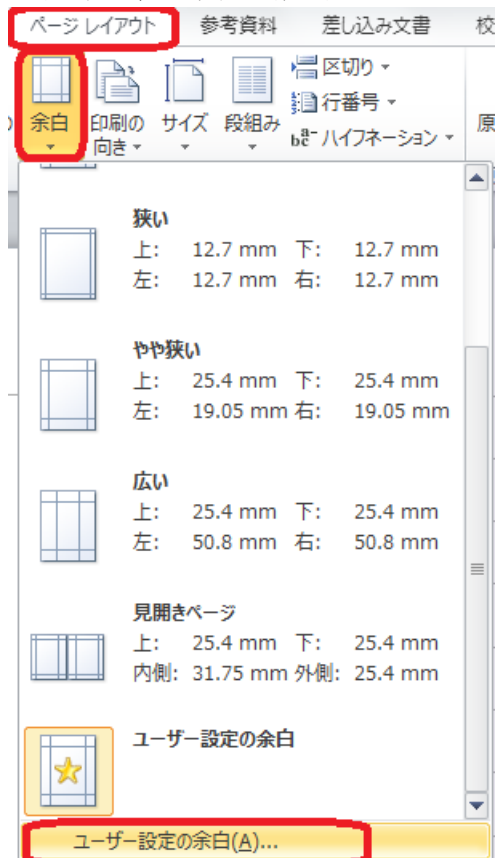 ページ レイアウト 参考資料 差し込み文書 校
余白 印刷の向き サイズ 段組み 区切り 原
行番号
ハイフネーション
狭い
上: 12.7 mm 下: 12.7 mm
左: 12.7 mm 右: 12.7 mm
やや狭い
上: 25.4 mm 下: 25.4 mm
左: 19.05 mm 右: 19.05 mm
広い
上: 25.4 mm 下: 25.4 mm
左: 50.8 mm 右: 50.8 mm
見開きページ
上: 25.4 mm 下: 25.4 mm
内側: 31.75 mm 外側: 25.4 mm
ユーザー設定の余白
ユーザー設定の余白(A)...